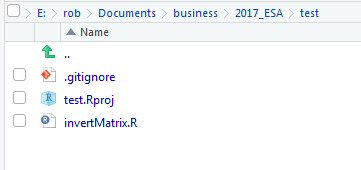 E: rob Documents business 2017_ESA test
Name
..
.gitignore
test.Rproj
invertMatrix.R